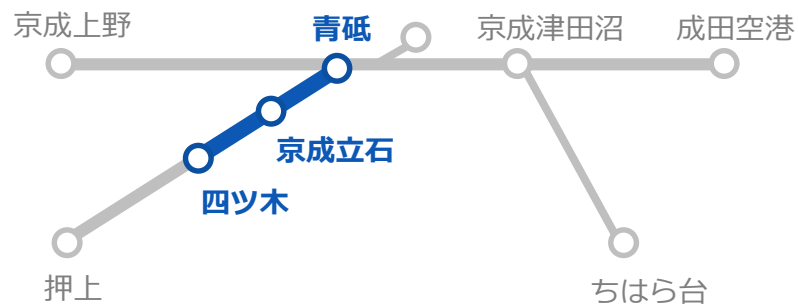 京成上野
青砥
京成津田沼
成田空港
京成立石
四ツ木
押上
ちはら台